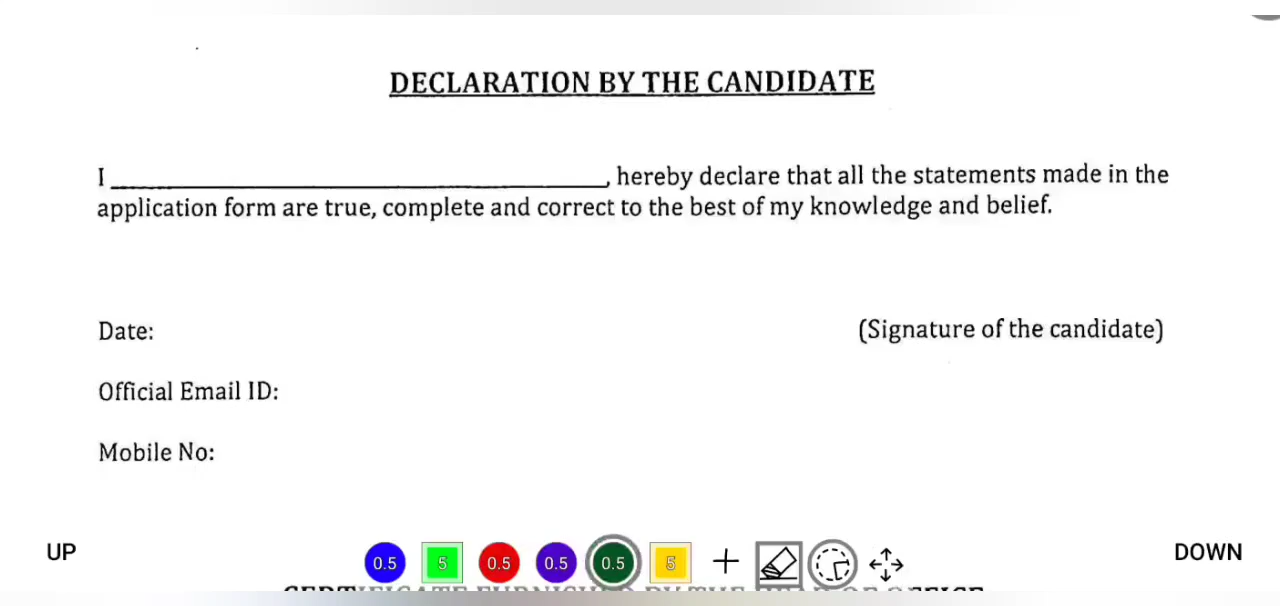 DECLARATION BY THE CANDIDATE
I ________________________________, hereby declare that all the statements made in the
application form are true, complete and correct to the best of my knowledge and belief.
Date:
(Signature of the candidate)
Official Email ID:
Mobile No:
UP
0.5
5
0.5
0.5
0.5
5
DOWN